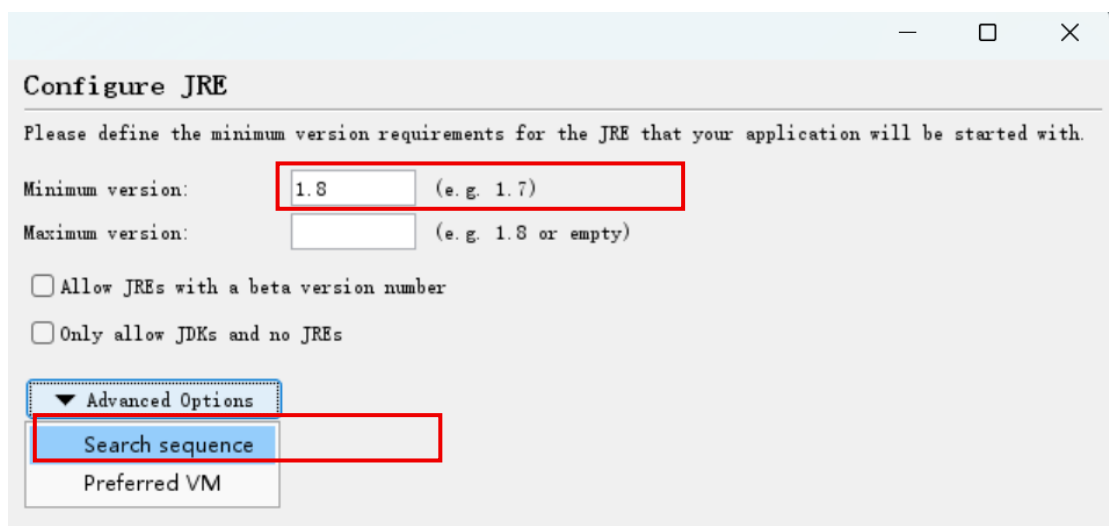 Configure JRE
Please define the minimum version requirements for the JRE that your application will be started with.
Minimum version: 1.8 (e.g. 1.7)
Maximum version: (e.g. 1.8 or empty)
Allow JREs with a beta version number
Only allow JDKs and no JREs
Advanced Options
Search sequence
Preferred VM